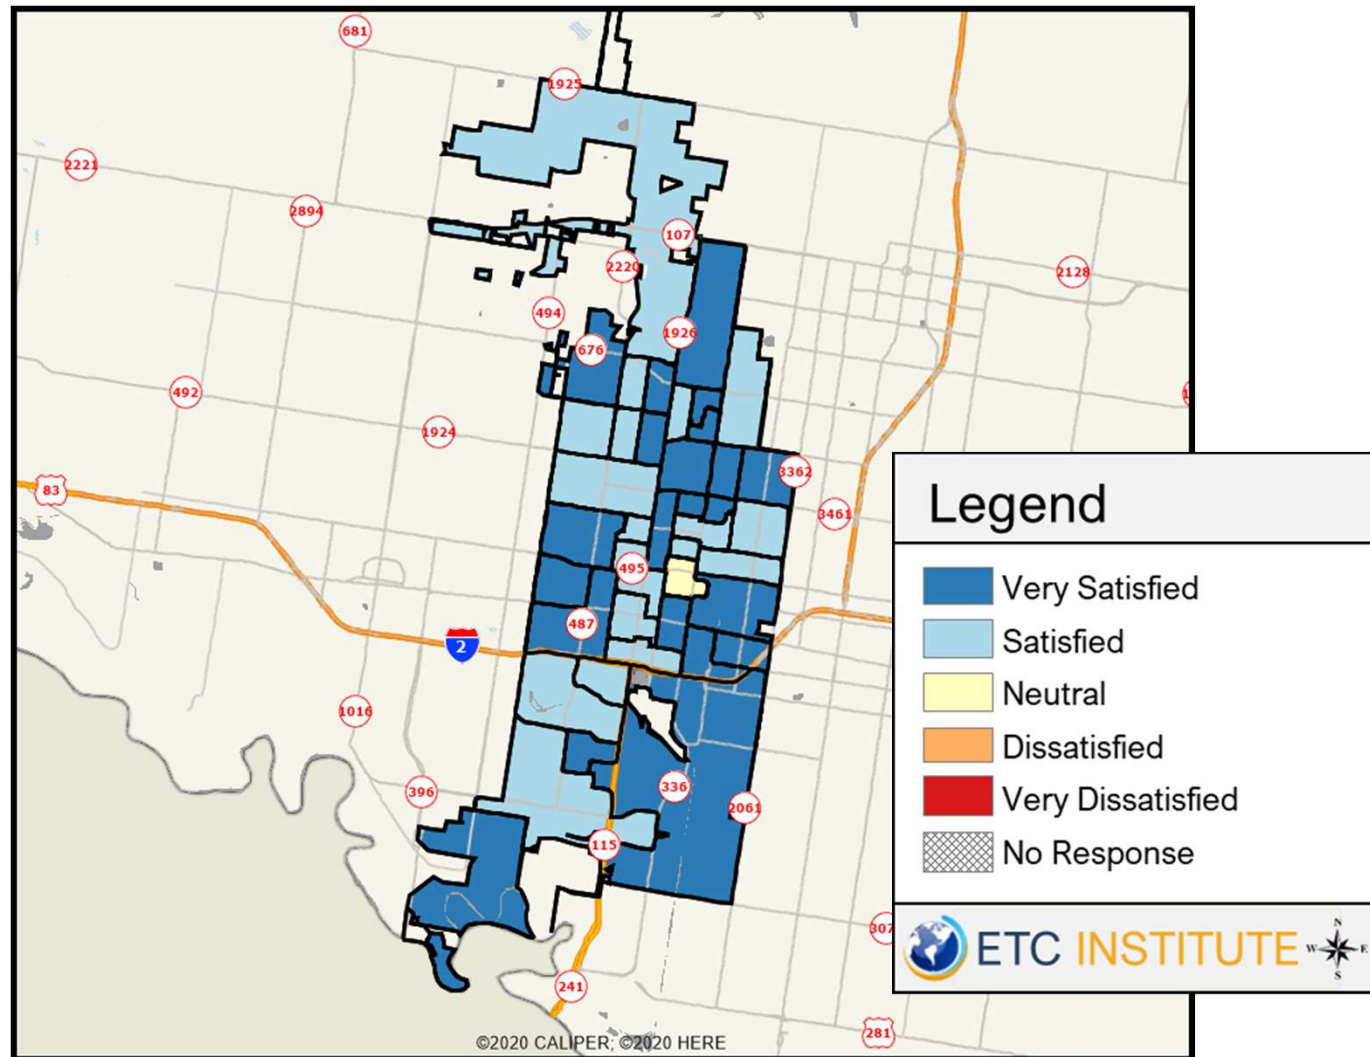 681
1925
2221
2894
107
2220
2128
494
1926
676
492
1924
3362
83
3461
495
487
2
1016
336
396
2061
115
307
241
281
©2020 CALIPER; ©2020 HERE
Legend
Very Satisfied
Satisfied
Neutral
Dissatisfied
Very Dissatisfied
No Response
ETC INSTITUTE
N
W
E
S